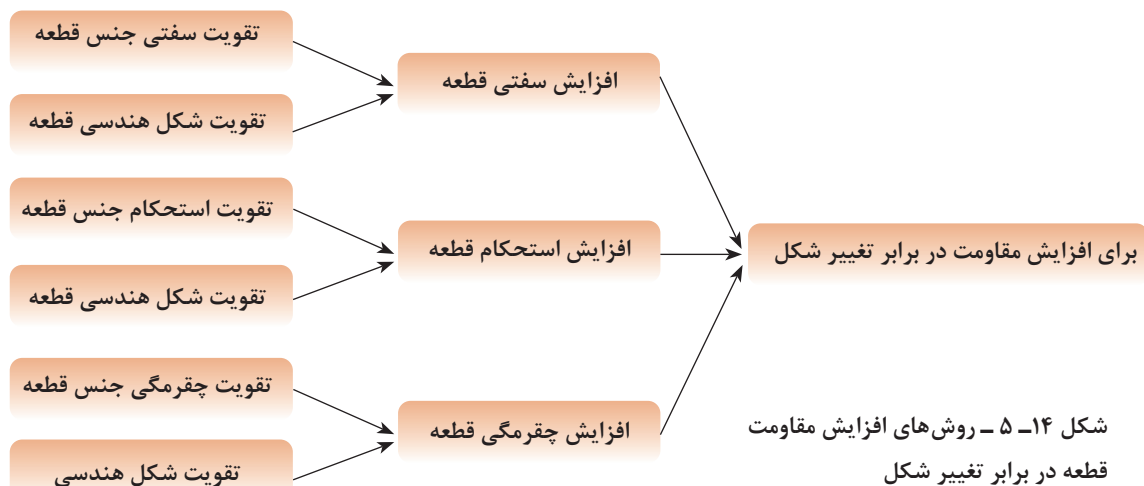 برای افزایش مقاومت در برابر تغییر شکل
افزایش سفتی قطعه
تقویت سفتی جنس قطعه
تقویت شکل هندسی قطعه
افزایش استحکام قطعه
تقویت استحکام جنس قطعه
تقویت شکل هندسی قطعه
افزایش چقرمگی قطعه
تقویت چقرمگی جنس قطعه
تقویت شکل هندسی
شکل ۱۴ــ ۵ ــ روش‌های افزایش مقاومت
قطعه در برابر تغییر شکل